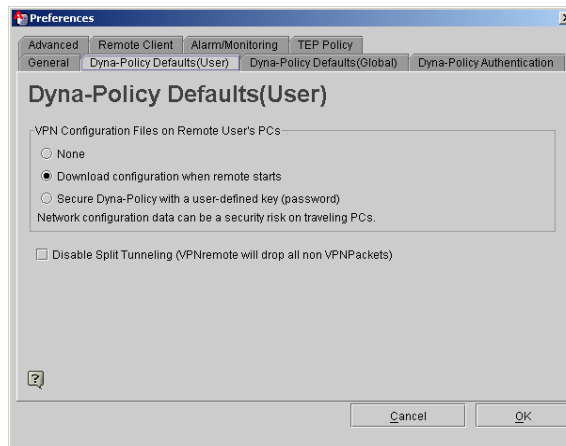 Preferences
Advanced Remote Client Alarm/Monitoring TEP Policy
General Dyna-Policy Defaults(User) Dyna-Policy Defaults(Global) Dyna-Policy Authentication
Dyna-Policy Defaults(User)
VPN Configuration Files on Remote User's PCs
None
Download configuration when remote starts
Secure Dyna-Policy with a user-defined key (password)
Network configuration data can be a security risk on traveling PCs.
Disable Split Tunneling (VPNremote will drop all non VPNPackets)
?
Cancel OK